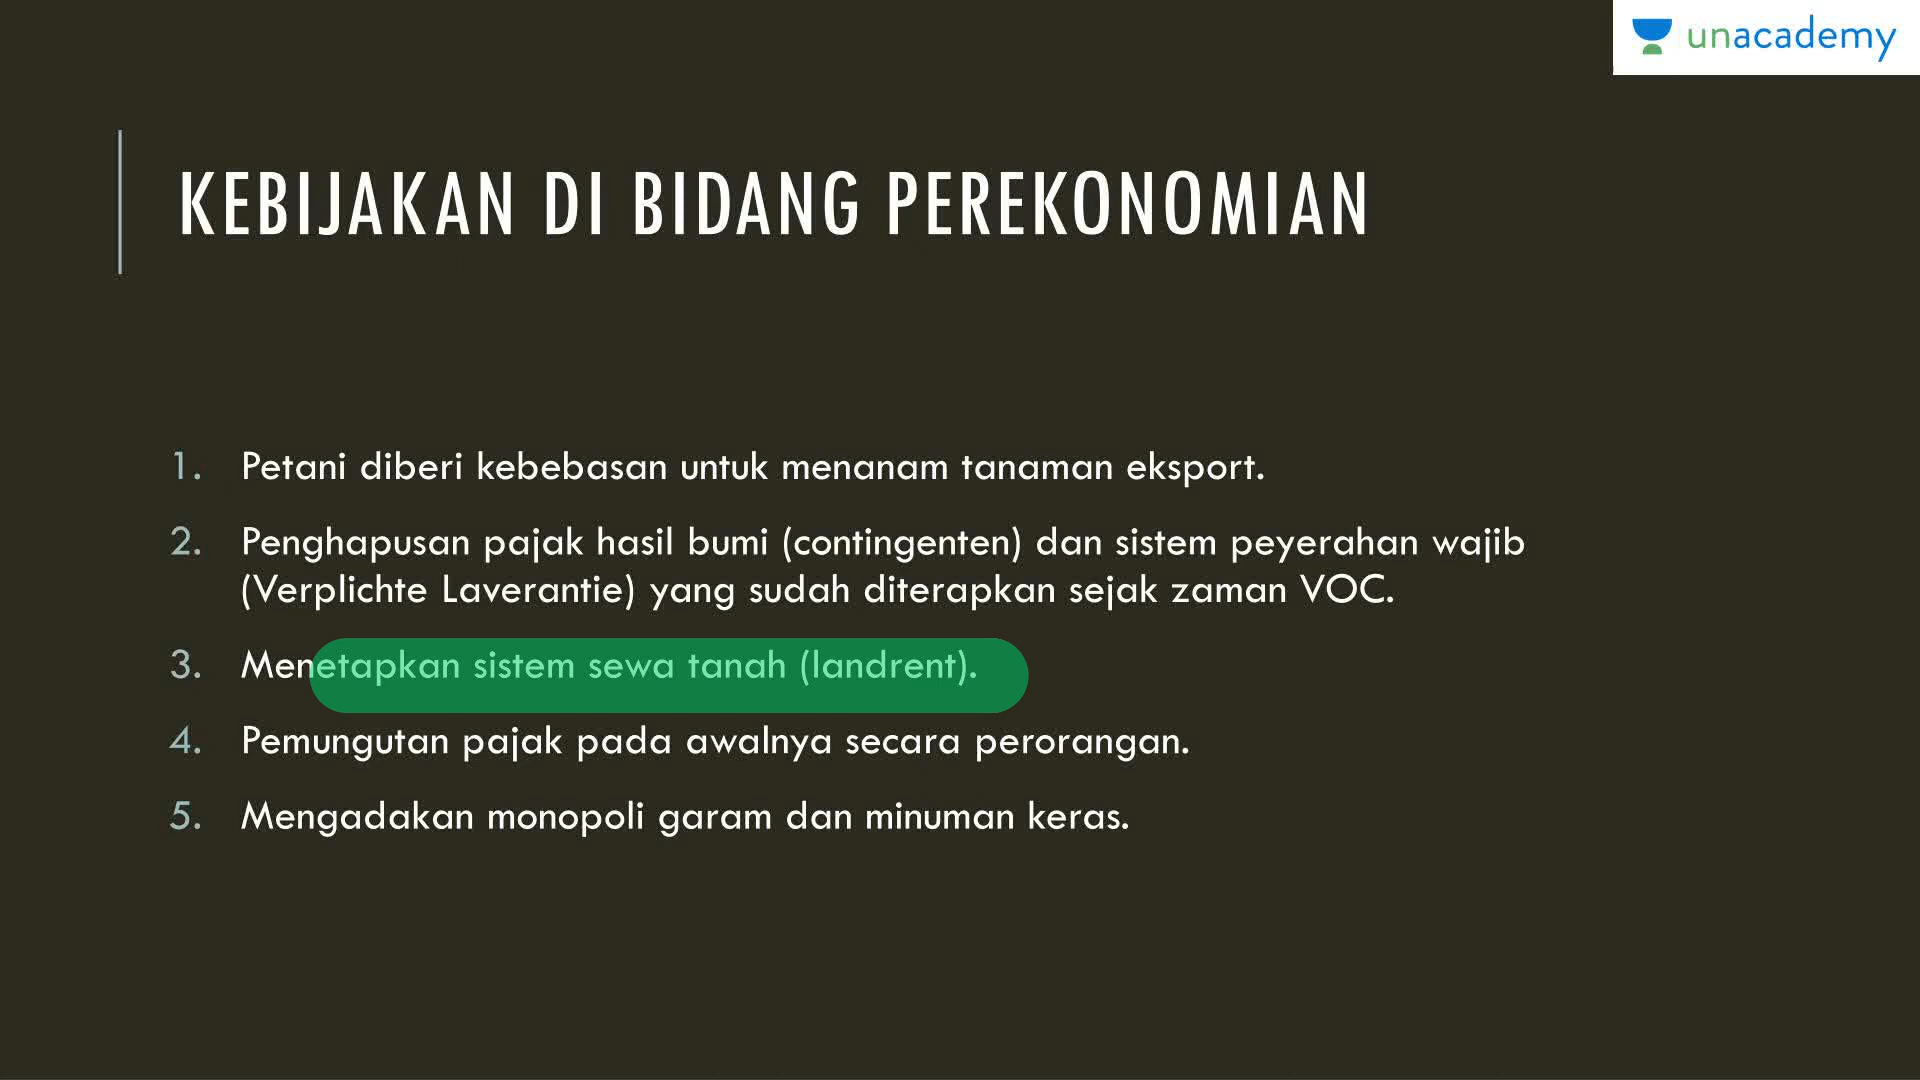 unacademy
KEBIJAKAN DI BIDANG PEREKONOMIAN
1. Petani diberi kebebasan untuk menanam tanaman eksport.
2. Penghapusan pajak hasil bumi (contingenten) dan sistem peyerahan wajib
(Verplichte Laverantie) yang sudah diterapkan sejak zaman VOC.
3. Menetapkan sistem sewa tanah (landrent).
4. Pemungutan pajak pada awalnya secara perorangan.
5. Mengadakan monopoli garam dan minuman keras.